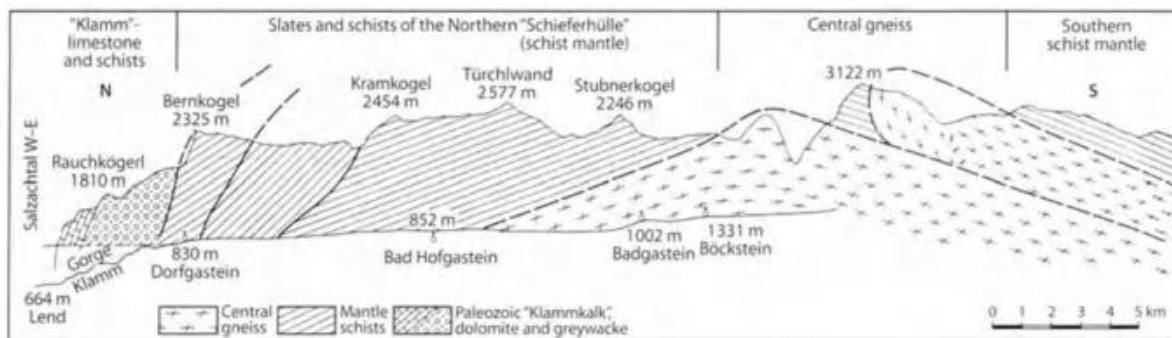 "Klamm"-
limestone
and schists
Slates and schists of the Northern "Schieferhülle"
(schist mantle)
Central gneiss
Southern
schist mantle
N
S
Bernkogel
2325 m
Kramkogel
2454 m
Türchlwand
2577 m
Stubnerkogel
2246 m
3122 m
Rauchkögerl
1810 m
Salzachtal W–E
Gorge
Klamm
664 m
Lend
830 m
Dorfgastein
852 m
Bad Hofgastein
1002 m
Badgastein
1331 m
Böckstein
Central
gneiss
Mantle
schists
Paleozoic "Klammkalk",
dolomite and greywacke
0 1 2 3 4 5 km